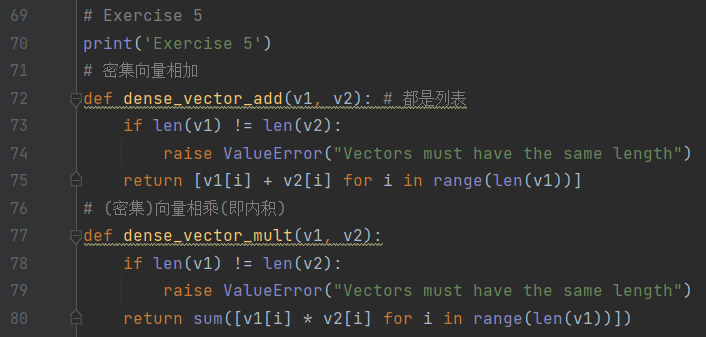 69 # Exercise 5
70 print('Exercise 5')
71 # 密集向量相加
72 def dense_vector_add(v1, v2): # 都是列表
73     if len(v1) != len(v2):
74         raise ValueError("Vectors must have the same length")
75     return [v1[i] + v2[i] for i in range(len(v1))]
76 # (密集)向量相乘(即内积)
77 def dense_vector_mult(v1, v2):
78     if len(v1) != len(v2):
79         raise ValueError("Vectors must have the same length")
80     return sum([v1[i] * v2[i] for i in range(len(v1))])